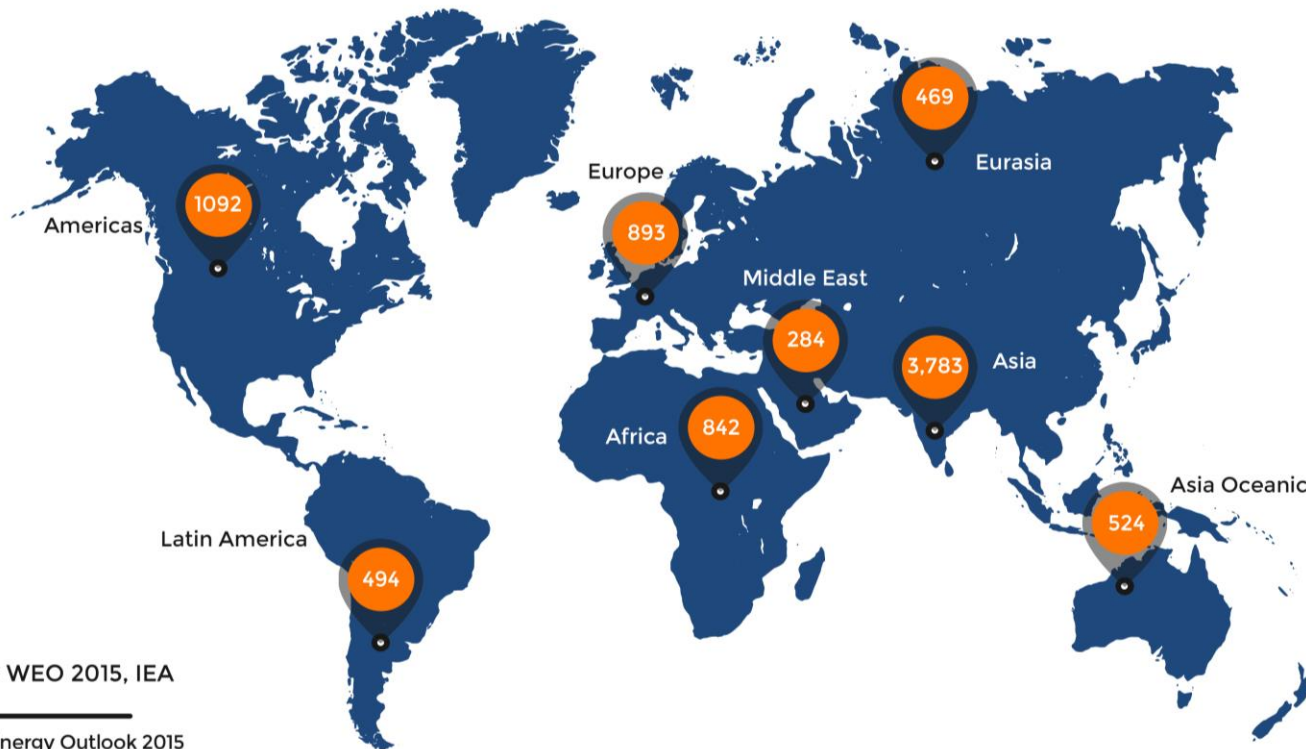 469
Eurasia
Europe
1092
Americas
893
Middle East
284
3,783
Asia
842
Africa
Asia Oceanic
524
Latin America
494
WEO 2015, IEA
Outlook 2015